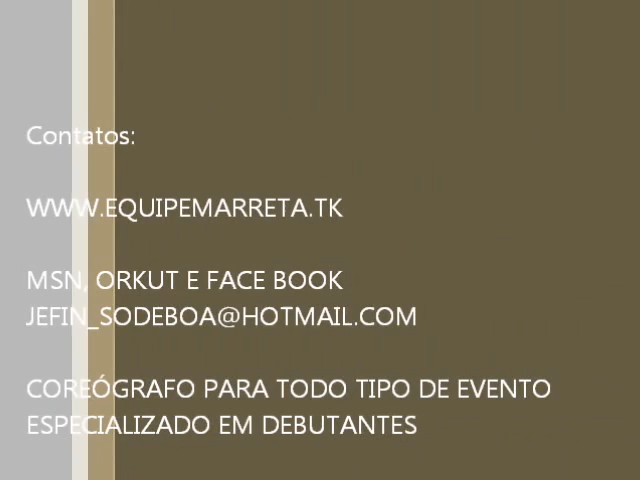 Contatos:
WWW.EQUIPEMARRETA.TK
MSN, ORKUT E FACE BOOK
JEFIN_SODEBOA@HOTMAIL.COM
COREÓGRAFO PARA TODO TIPO DE EVENTO
ESPECIALIZADO EM DEBUTANTES